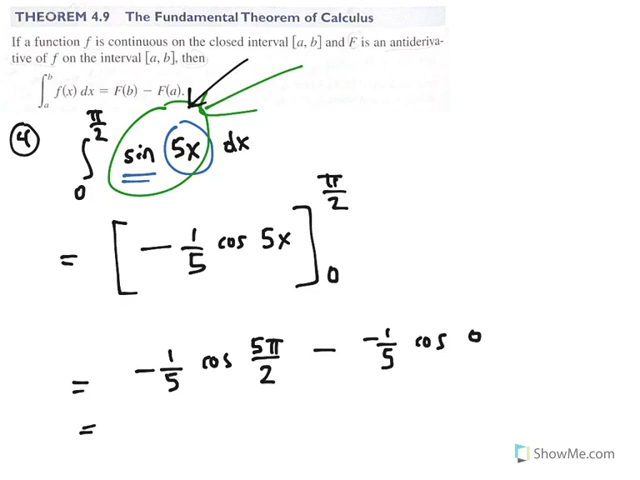 THEOREM 4.9 The Fundamental Theorem of Calculus
If a function f is continuous on the closed interval [a, b] and F is an antideriva-
tive of f on the interval [a, b], then
∫_a^b f(x) dx = F(b) − F(a).
④ ∫_0^{π/2} sin (5x) dx
= [ − 1/5 cos 5x ]_0^{π/2}
= − 1/5 cos 5π/2 − − 1/5 cos 0
=
ShowMe.com